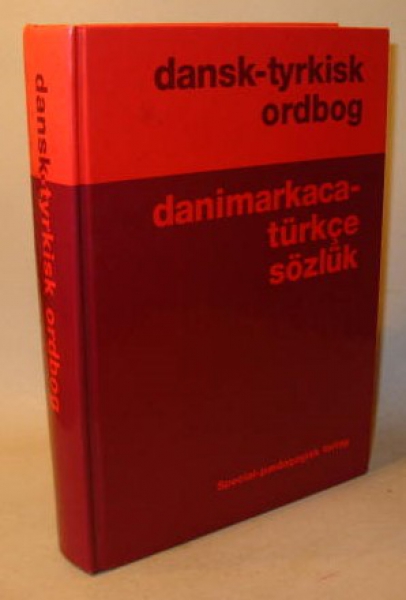 dansk-tyrkisk
ordbog
danimarkaca-
türkçe
sözlük
Special-pædagogisk forlag
dansk-tyrkisk ordbog